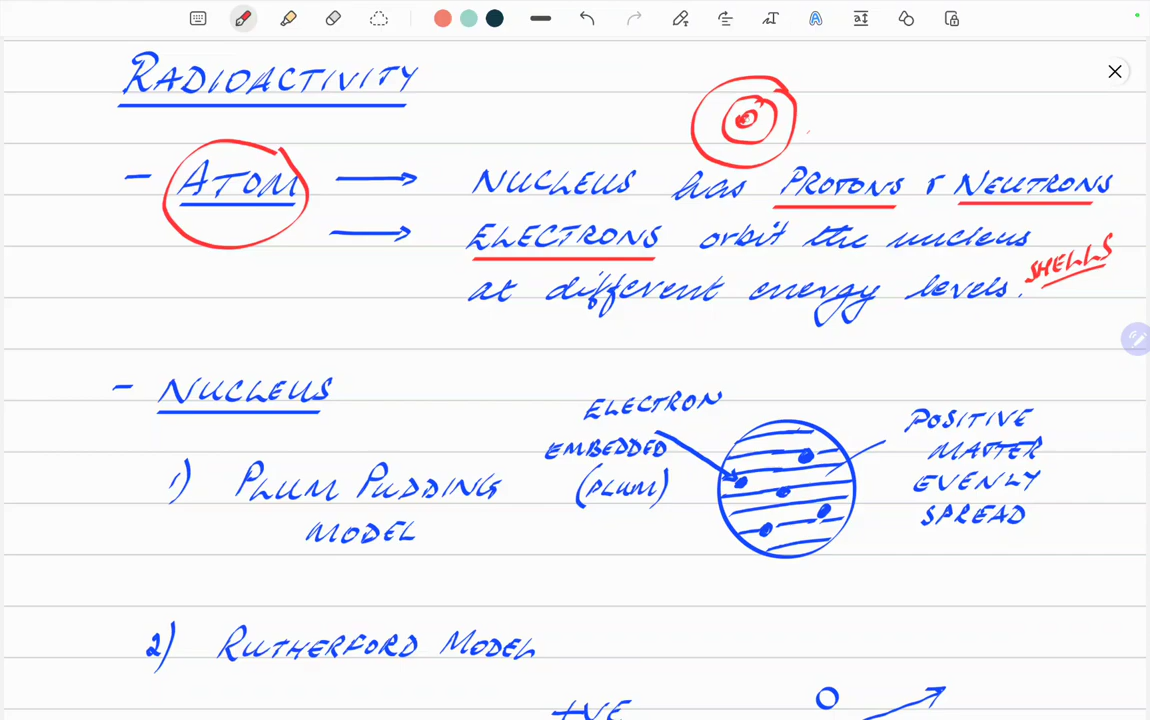 RADIOACTIVITY
- ATOM → NUCLEUS has PROTONS & NEUTRONS
→ ELECTRONS orbit the nucleus
at different energy levels. SHELLS
- NUCLEUS
1) PLUM PUDDING
MODEL
ELECTRON
EMBEDDED
(PLUM)
POSITIVE
MATTER
EVENLY
SPREAD
2) RUTHERFORD MODEL
+VE